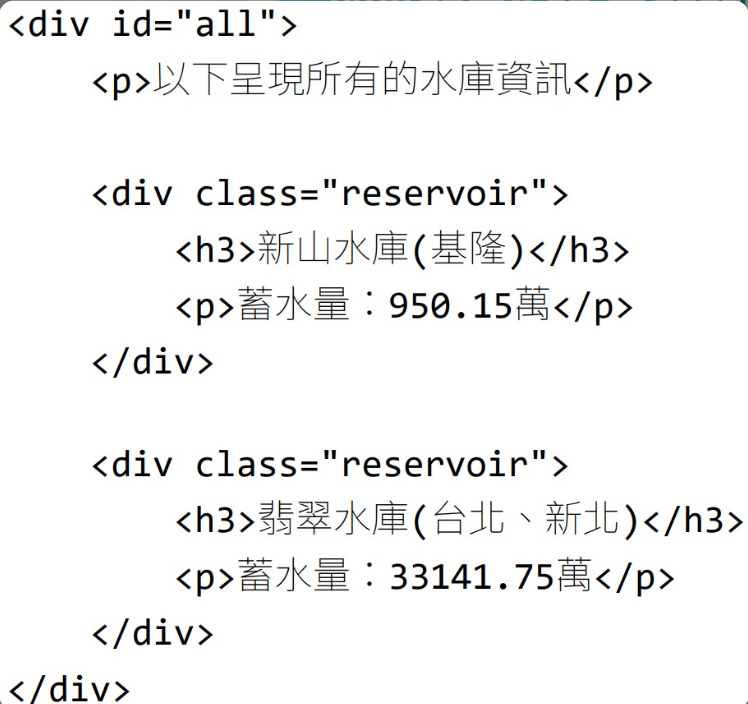 <div id="all">
    <p>以下呈現所有的水庫資訊</p>

    <div class="reservoir">
        <h3>新山水庫(基隆)</h3>
        <p>蓄水量：950.15萬</p>
    </div>

    <div class="reservoir">
        <h3>翡翠水庫(台北、新北)</h3>
        <p>蓄水量：33141.75萬</p>
    </div>
</div>